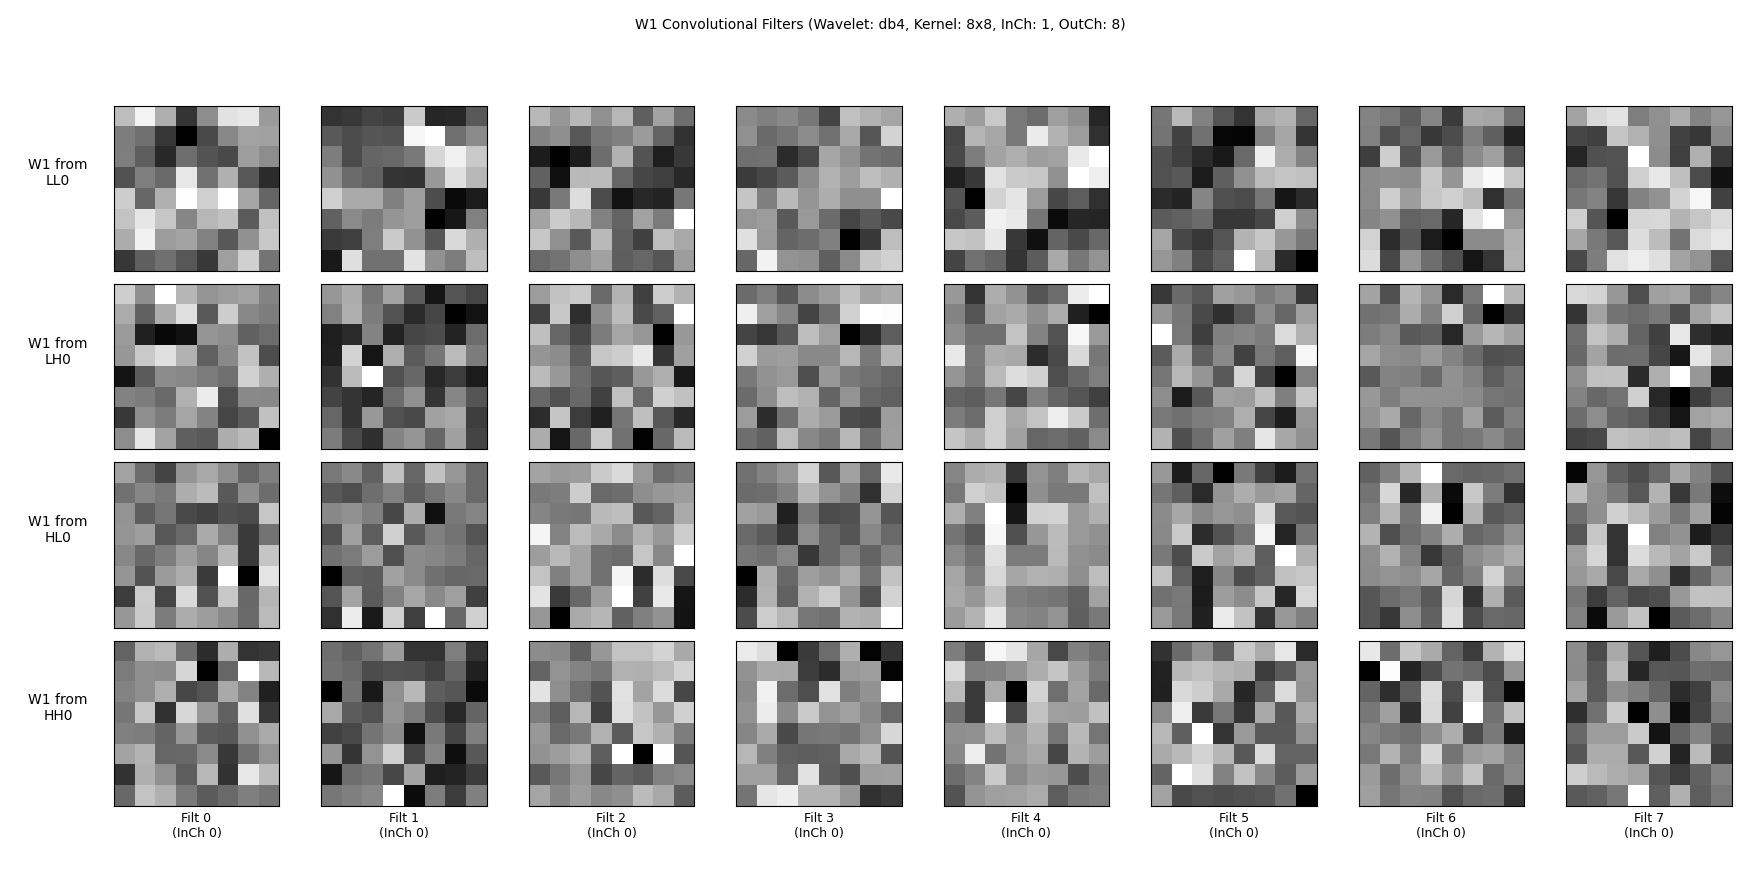 W1 Convolutional Filters (Wavelet: db4, Kernel: 8x8, InCh: 1, OutCh: 8)
W1 from
LL0
W1 from
LH0
W1 from
HL0
W1 from
HH0
Filt 0
(InCh 0)
Filt 1
(InCh 0)
Filt 2
(InCh 0)
Filt 3
(InCh 0)
Filt 4
(InCh 0)
Filt 5
(InCh 0)
Filt 6
(InCh 0)
Filt 7
(InCh 0)